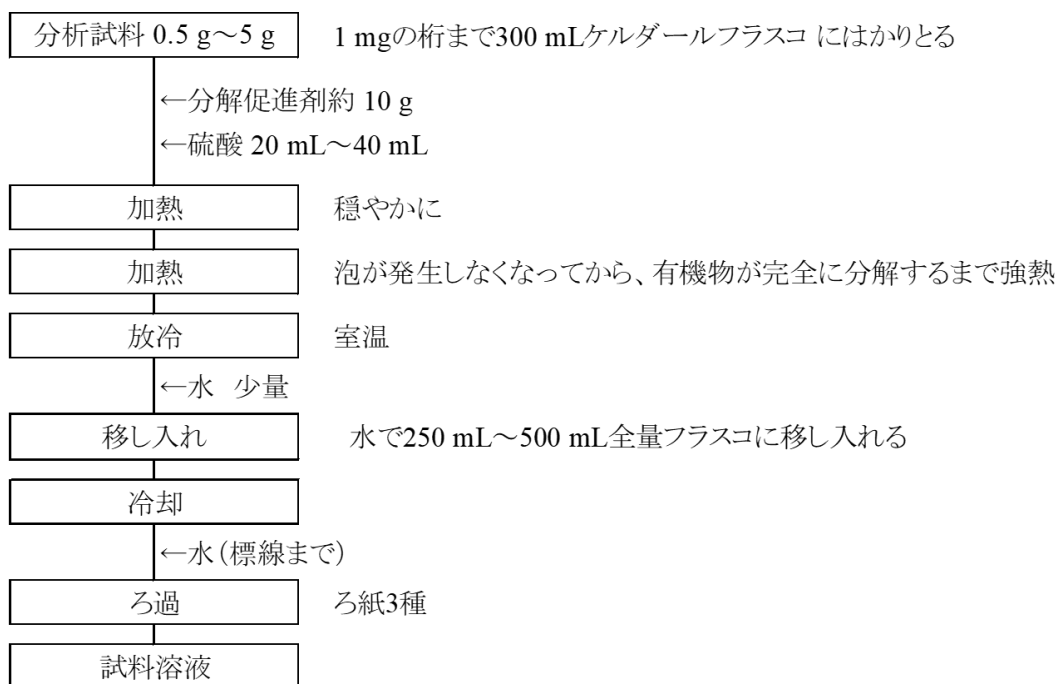 分析試料 0.5 g～5 g 1 mgの桁まで300 mLケルダールフラスコ にはかりとる
←分解促進剤約 10 g
←硫酸 20 mL～40 mL
加熱 穏やかに
加熱 泡が発生しなくなってから、有機物が完全に分解するまで強熱
放冷 室温
←水 少量
移し入れ 水で250 mL～500 mL全量フラスコに移し入れる
冷却
←水（標線まで）
ろ過 ろ紙3種
試料溶液